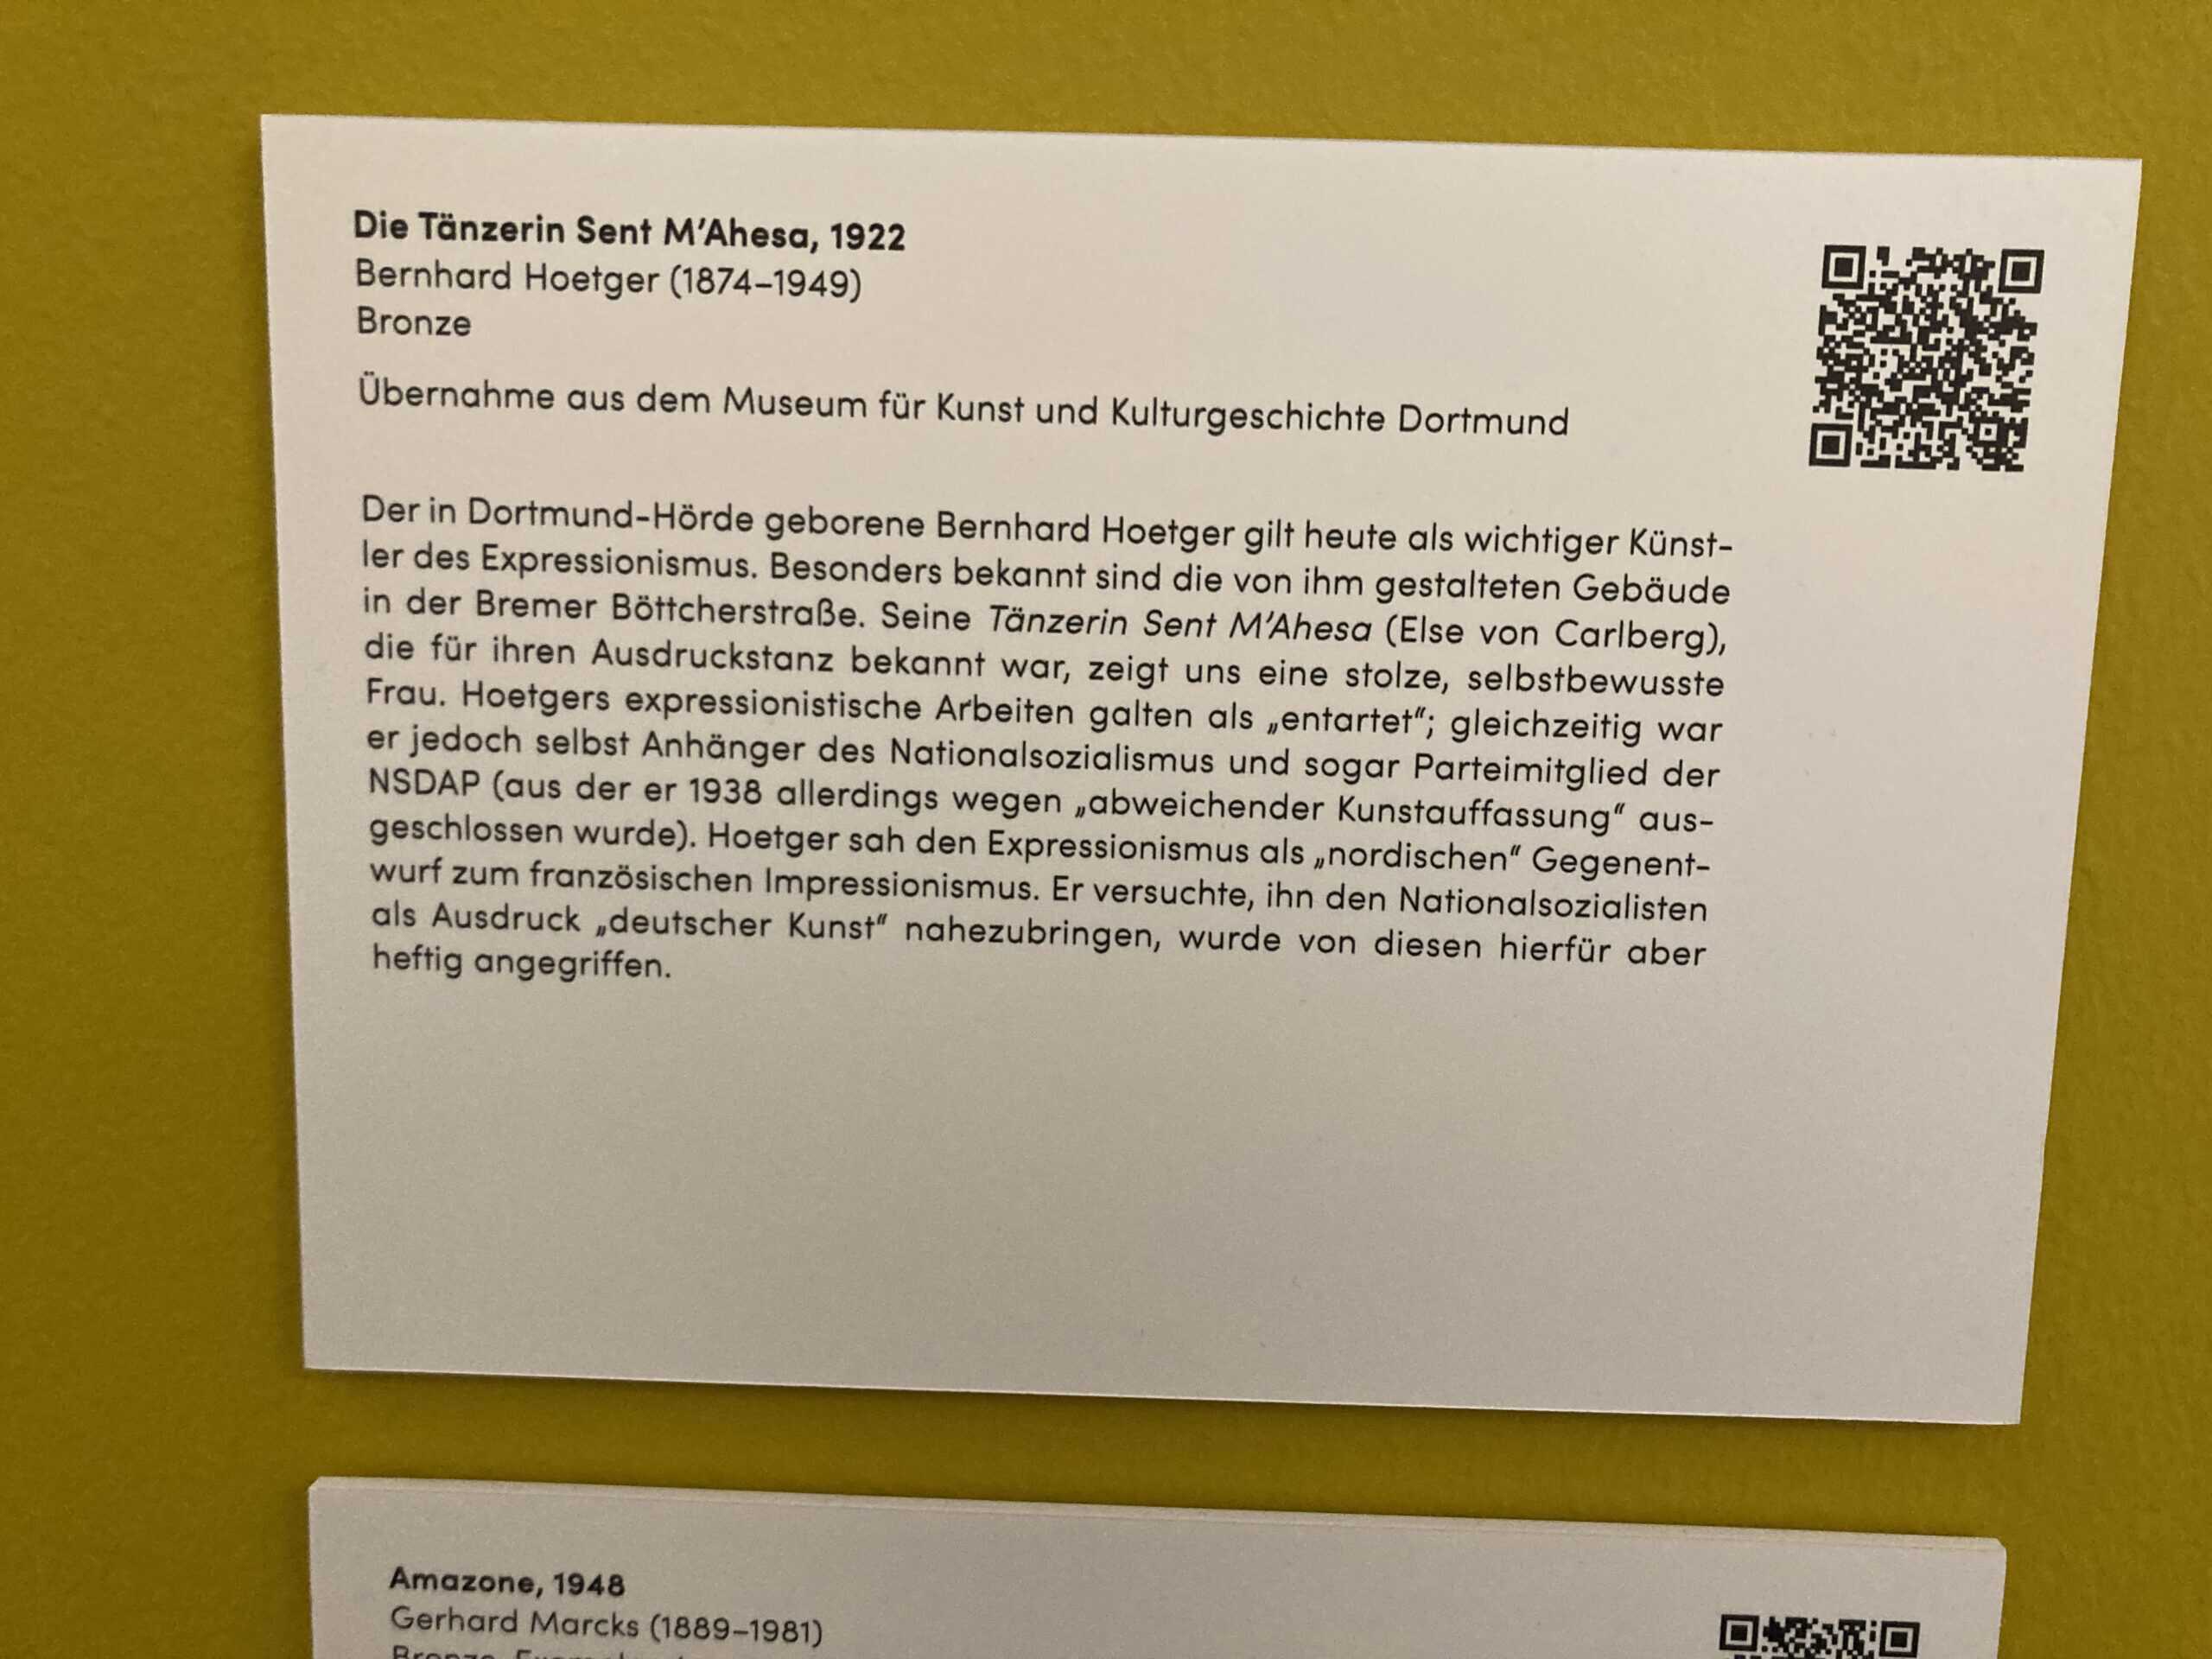 Die Tänzerin Sent M’Ahesa, 1922
Bernhard Hoetger (1874–1949)
Bronze
Übernahme aus dem Museum für Kunst und Kulturgeschichte Dortmund
Der in Dortmund-Hörde geborene Bernhard Hoetger gilt heute als wichtiger Künst-
ler des Expressionismus. Besonders bekannt sind die von ihm gestalteten Gebäude
in der Bremer Böttcherstraße. Seine Tänzerin Sent M’Ahesa (Else von Carlberg),
die für ihren Ausdruckstanz bekannt war, zeigt uns eine stolze, selbstbewusste
Frau. Hoetgers expressionistische Arbeiten galten als „entartet“; gleichzeitig war
er jedoch selbst Anhänger des Nationalsozialismus und sogar Parteimitglied der
NSDAP (aus der er 1938 allerdings wegen „abweichender Kunstauffassung“ aus-
geschlossen wurde). Hoetger sah den Expressionismus als „nordischen“ Gegenent-
wurf zum französischen Impressionismus. Er versuchte, ihn den Nationalsozialisten
als Ausdruck „deutscher Kunst“ nahezubringen, wurde von diesen hierfür aber
heftig angegriffen.
Amazone, 1948
Gerhard Marcks (1889–1981)
Bronze,